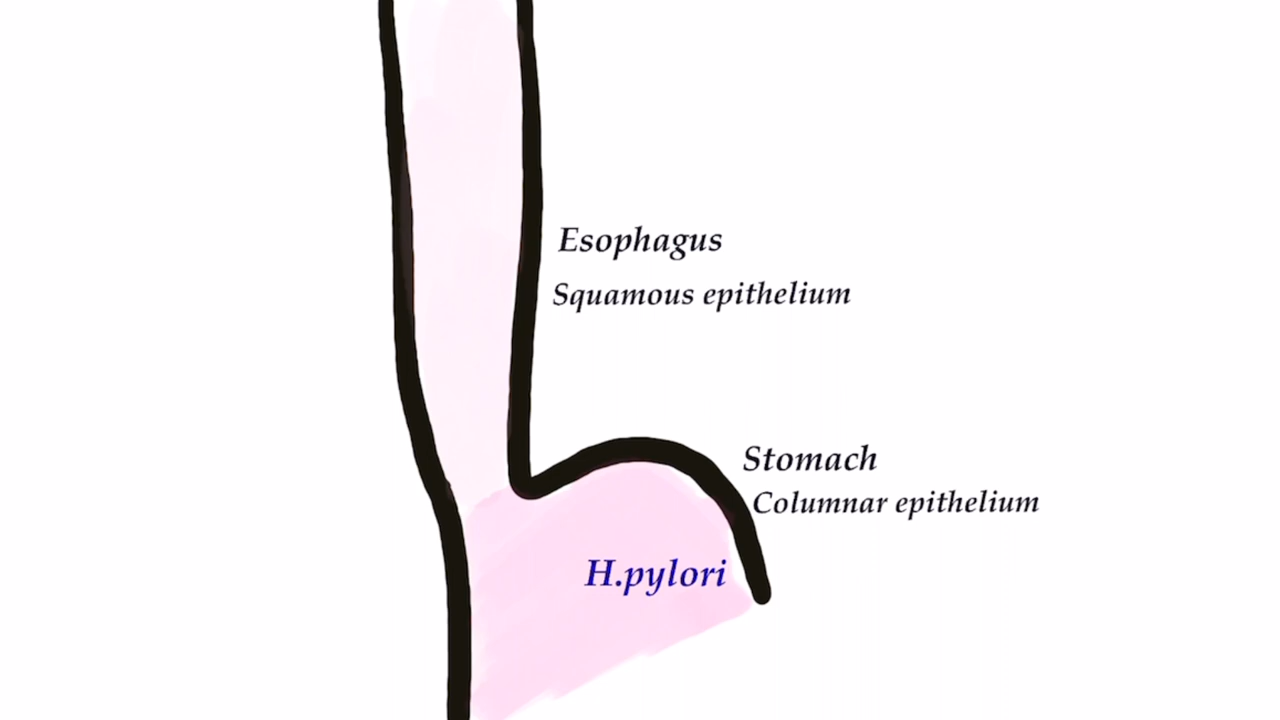 Esophagus
Squamous epithelium
Stomach
Columnar epithelium
H.pylori